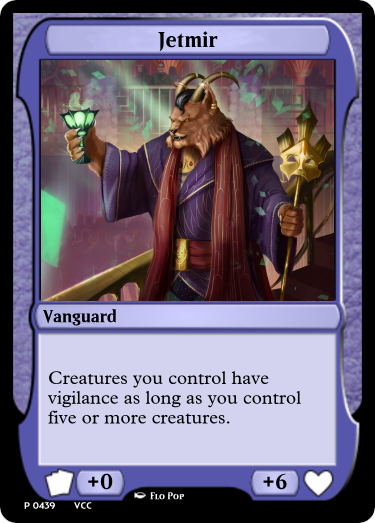 Jetmir
Vanguard
Creatures you control have
vigilance as long as you control
five or more creatures.
+0
+6
Flo Pop
P 0439 VCC